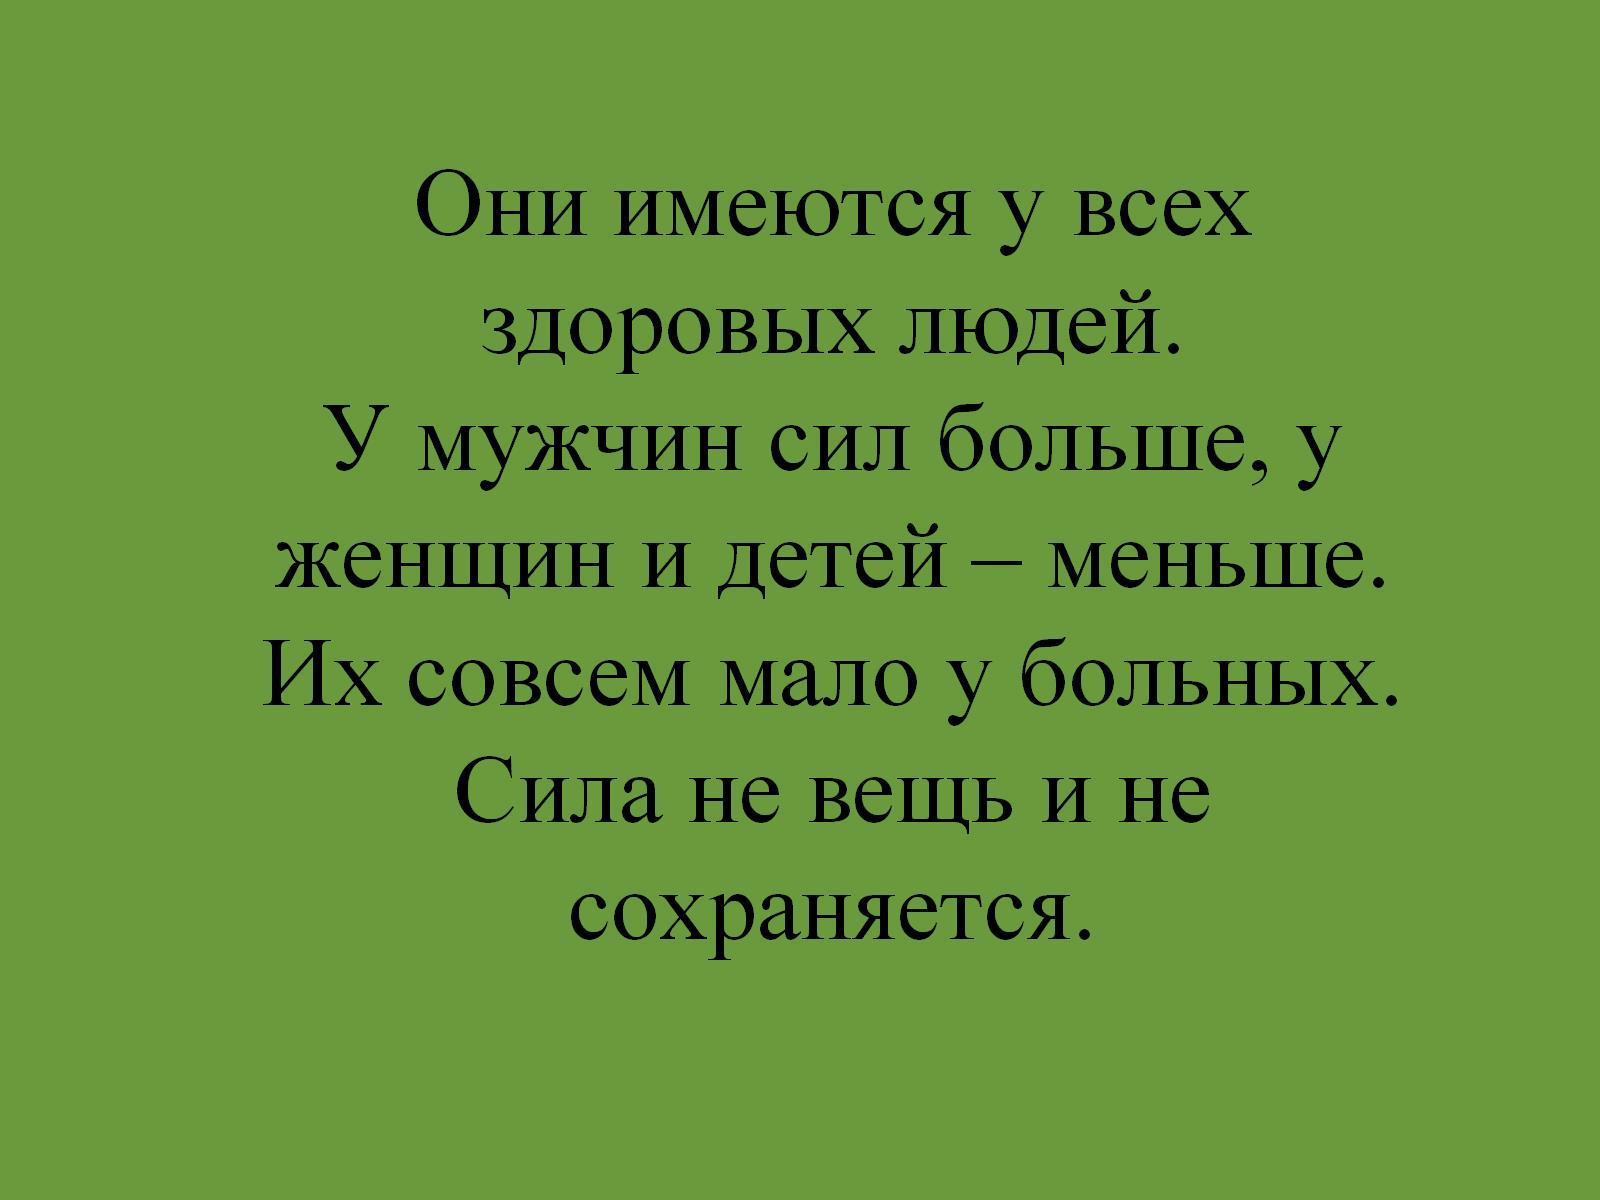 Они имеются у всех
здоровых людей.
У мужчин сил больше, у
женщин и детей – меньше.
Их совсем мало у больных.
Сила не вещь и не
сохраняется.